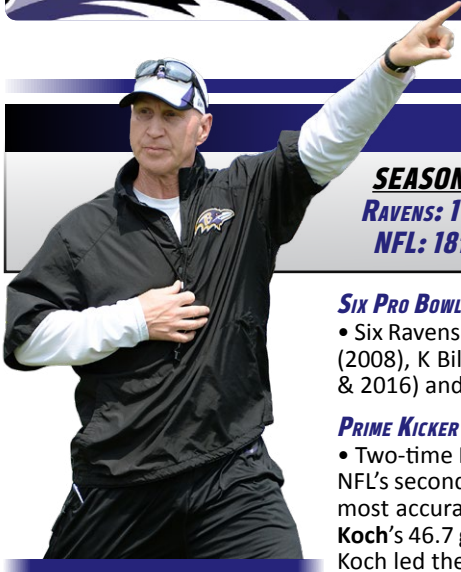 SEASON
RAVENS: 1
NFL: 18
SIX PRO BOWL
• Six Ravens
(2008), K Bil
& 2016) and
PRIME KICKER
• Two-time
NFL's second
most accura
Koch's 46.7
Koch led the